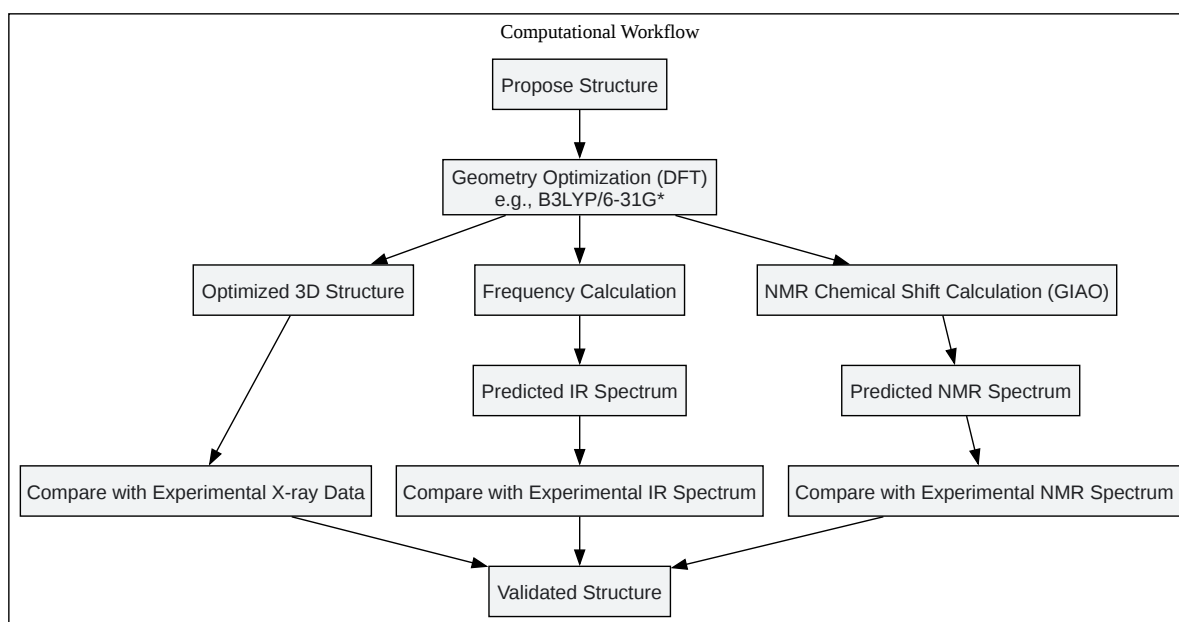 Computational Workflow
Propose Structure
Geometry Optimization (DFT)
e.g., B3LYP/6-31G*
Optimized 3D Structure
Frequency Calculation
NMR Chemical Shift Calculation (GIAO)
Predicted IR Spectrum
Predicted NMR Spectrum
Compare with Experimental X-ray Data
Compare with Experimental IR Spectrum
Compare with Experimental NMR Spectrum
Validated Structure